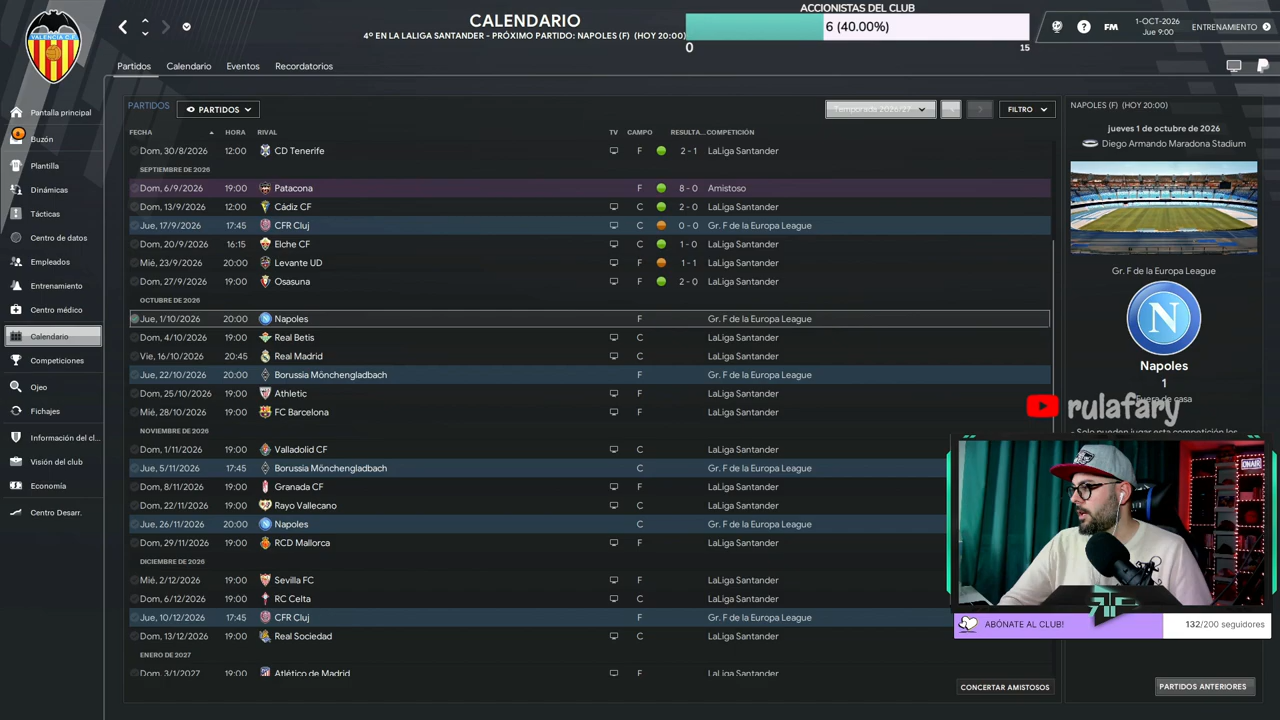 VALENCIA C.F.
CALENDARIO
4º EN LA LALIGA SANTANDER - PRÓXIMO PARTIDO: NAPOLES (F) (HOY 20:00)
ACCIONISTAS DEL CLUB
6 (40.00%)
0
15
FM
1-OCT-2026
Jue 9:00
ENTRENAMIENTO
Partidos
Calendario
Eventos
Recordatorios
Pantalla principal
Buzón
Plantilla
Dinámicas
Tácticas
Centro de datos
Empleados
Entrenamiento
Centro médico
Calendario
Competiciones
Ojeo
Fichajes
Información del cl...
Visión del club
Economía
Centro Desarr.
PARTIDOS
PARTIDOS
Temporada 2026/27
FILTRO
FECHA HORA RIVAL TV CAMPO RESULTA... COMPETICIÓN
Dom, 30/8/2026 12:00 CD Tenerife F 2 - 1 LaLiga Santander
SEPTIEMBRE DE 2026
Dom, 6/9/2026 19:00 Patacona F 8 - 0 Amistoso
Dom, 13/9/2026 12:00 Cádiz CF C 2 - 0 LaLiga Santander
Jue, 17/9/2026 17:45 CFR Cluj C 0 - 0 Gr. F de la Europa League
Dom, 20/9/2026 16:15 Elche CF C 1 - 0 LaLiga Santander
Mié, 23/9/2026 20:00 Levante UD F 1 - 1 LaLiga Santander
Dom, 27/9/2026 19:00 Osasuna F 2 - 0 LaLiga Santander
OCTUBRE DE 2026
Jue, 1/10/2026 20:00 Napoles F Gr. F de la Europa League
Dom, 4/10/2026 19:00 Real Betis C LaLiga Santander
Vie, 16/10/2026 20:45 Real Madrid C LaLiga Santander
Jue, 22/10/2026 20:00 Borussia Mönchengladbach F Gr. F de la Europa League
Dom, 25/10/2026 19:00 Athletic F LaLiga Santander
Mié, 28/10/2026 19:00 FC Barcelona F LaLiga Santander
NOVIEMBRE DE 2026
Dom, 1/11/2026 19:00 Valladolid CF C LaLiga Santander
Jue, 5/11/2026 17:45 Borussia Mönchengladbach C Gr. F de la Europa League
Dom, 8/11/2026 19:00 Granada CF F LaLiga Santander
Dom, 22/11/2026 19:00 Rayo Vallecano C LaLiga Santander
Jue, 26/11/2026 20:00 Napoles C Gr. F de la Europa League
Dom, 29/11/2026 19:00 RCD Mallorca F LaLiga Santander
DICIEMBRE DE 2026
Mié, 2/12/2026 19:00 Sevilla FC F LaLiga Santander
Dom, 6/12/2026 19:00 RC Celta C LaLiga Santander
Jue, 10/12/2026 17:45 CFR Cluj F Gr. F de la Europa League
Dom, 13/12/2026 19:00 Real Sociedad C LaLiga Santander
ENERO DE 2027
Dom, 3/1/2027 19:00 Atlético de Madrid F LaLiga Santander
CONCERTAR AMISTOSOS
NAPOLES (F) (HOY 20:00)
jueves 1 de octubre de 2026
Diego Armando Maradona Stadium
Gr. F de la Europa League
N
Napoles
1
Fuera de casa
rulafary
- Solo pueden jugar esta competición los
ON AIR
ABÓNATE AL CLUB!
132/200 seguidores
PARTIDOS ANTERIORES